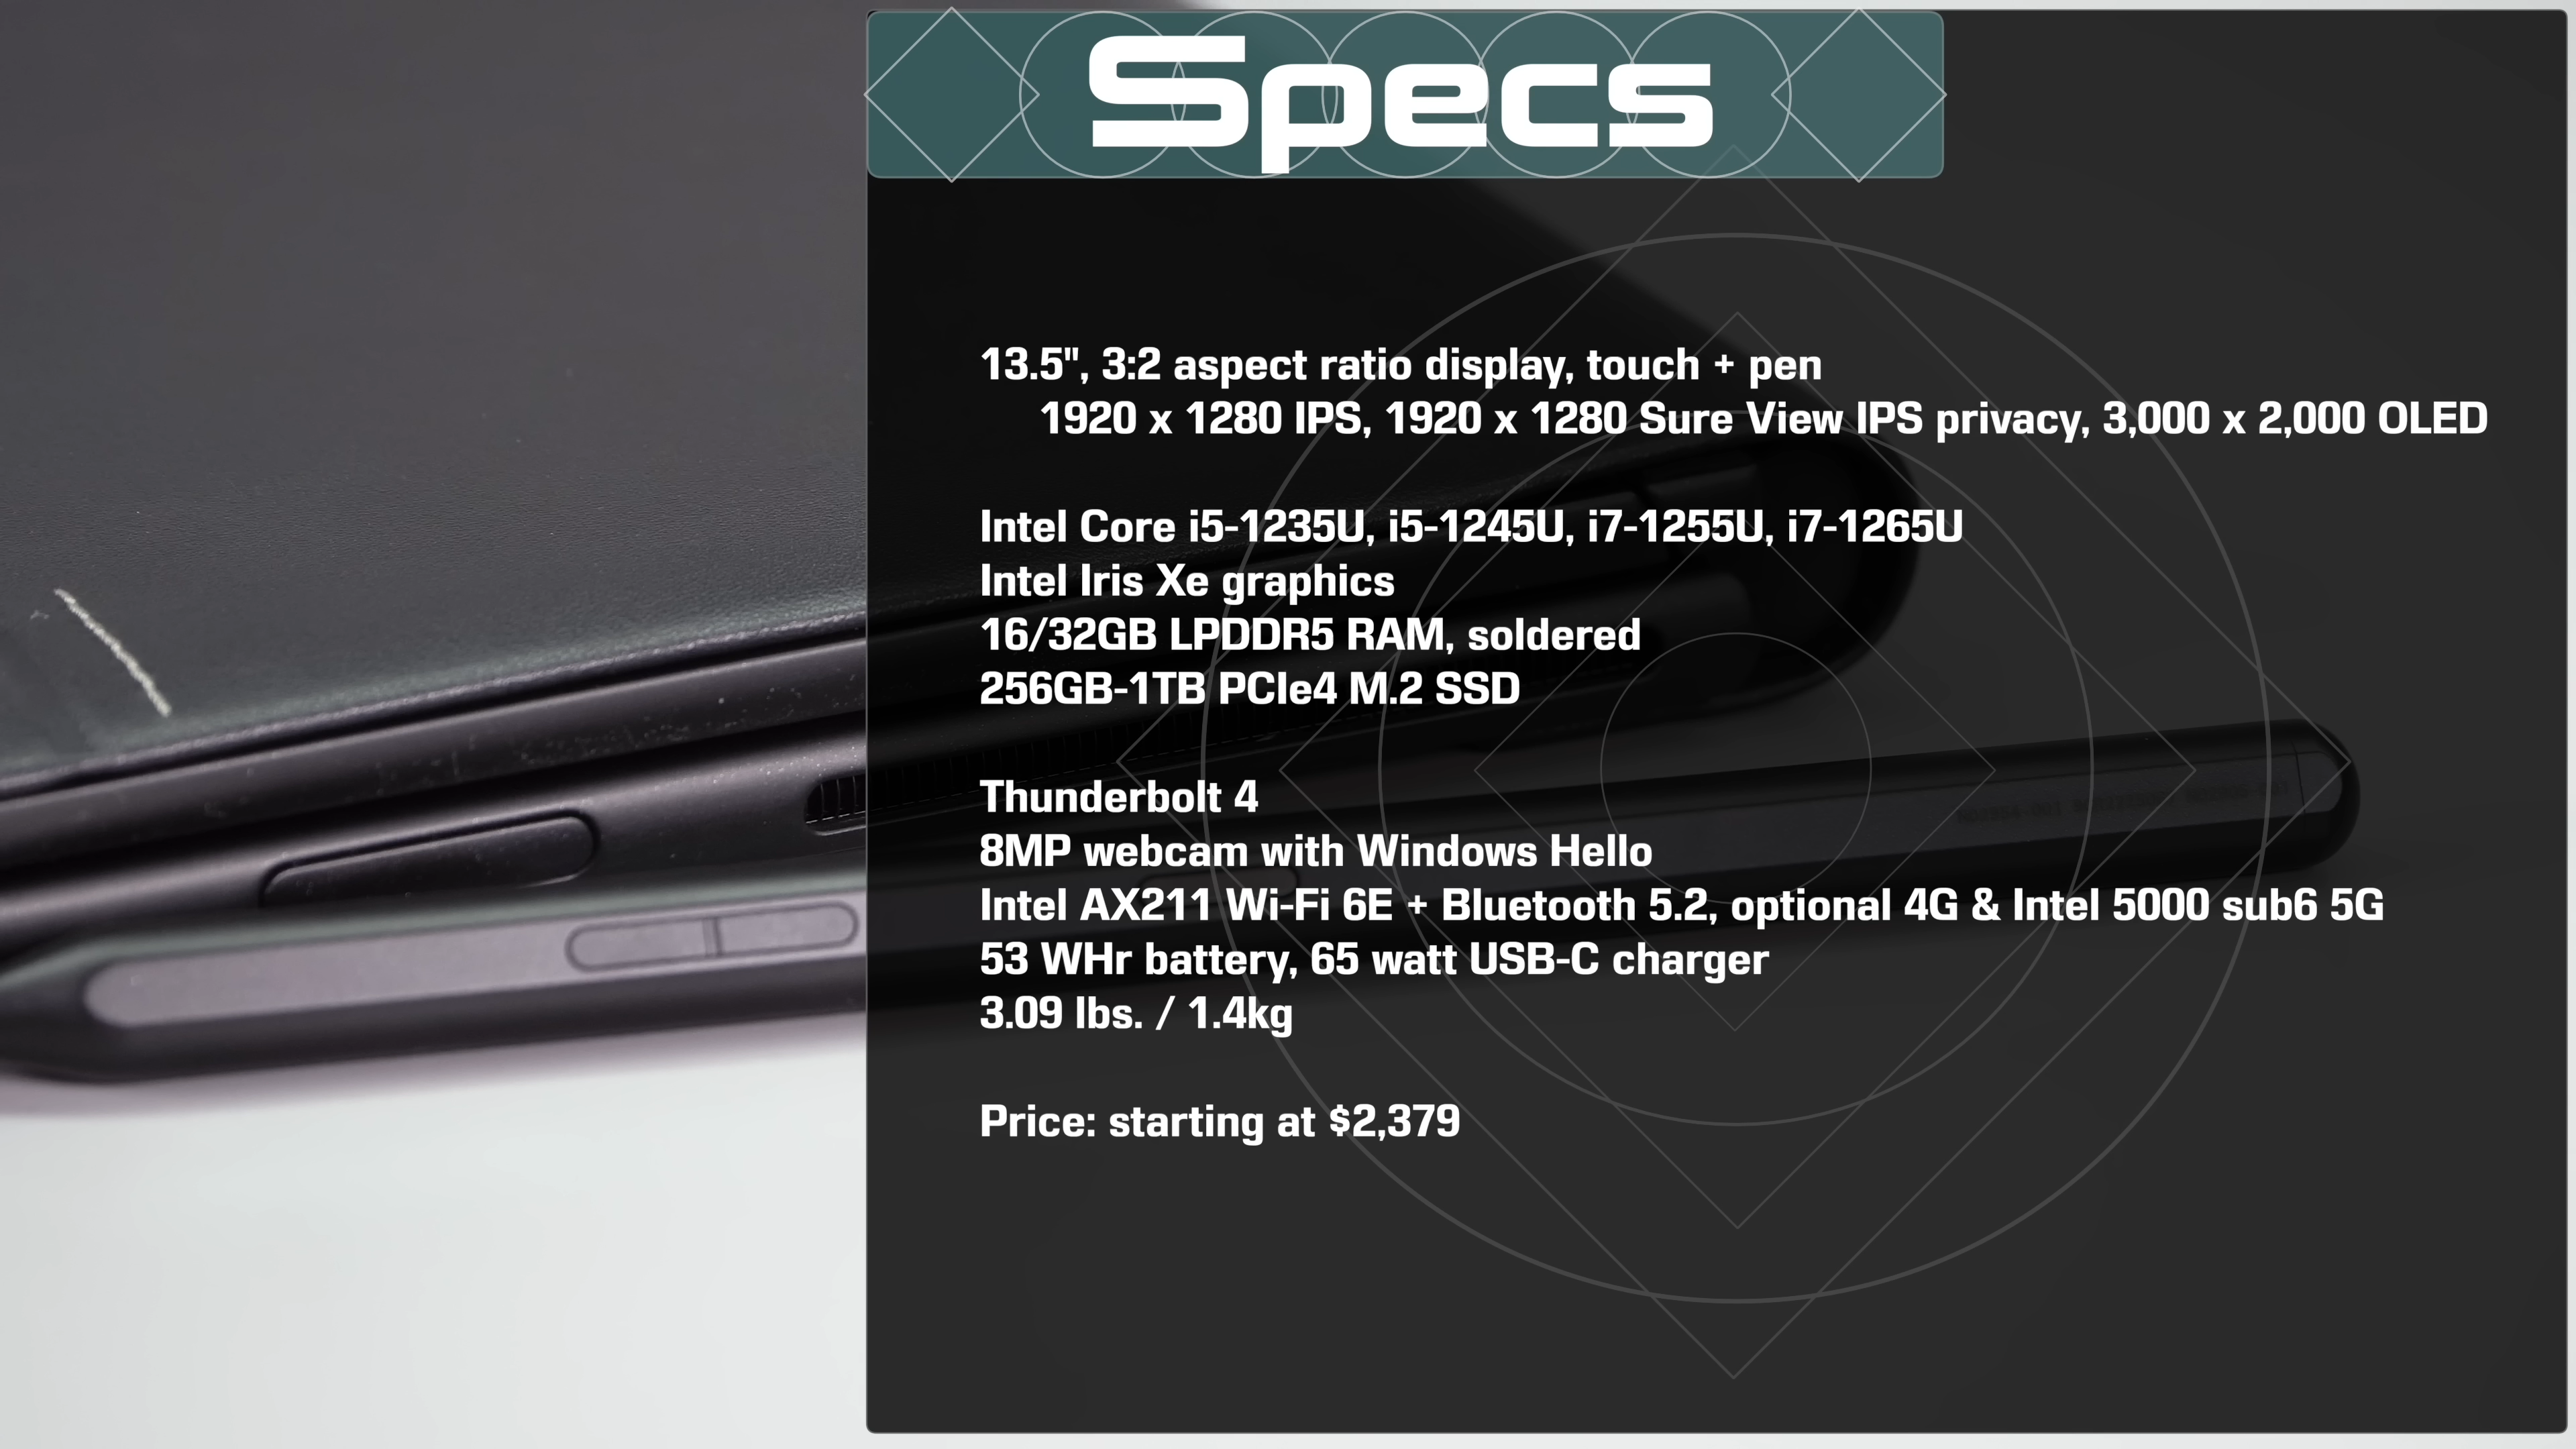 Specs
13.5", 3:2 aspect ratio display, touch + pen
1920 x 1280 IPS, 1920 x 1280 Sure View IPS privacy, 3,000 x 2,000 OLED
Intel Core i5-1235U, i5-1245U, i7-1255U, i7-1265U
Intel Iris Xe graphics
16/32GB LPDDR5 RAM, soldered
256GB-1TB PCIe4 M.2 SSD
Thunderbolt 4
8MP webcam with Windows Hello
Intel AX211 Wi-Fi 6E + Bluetooth 5.2, optional 4G & Intel 5000 sub6 5G
53 WHr battery, 65 watt USB-C charger
3.09 lbs. / 1.4kg
Price: starting at $2,379